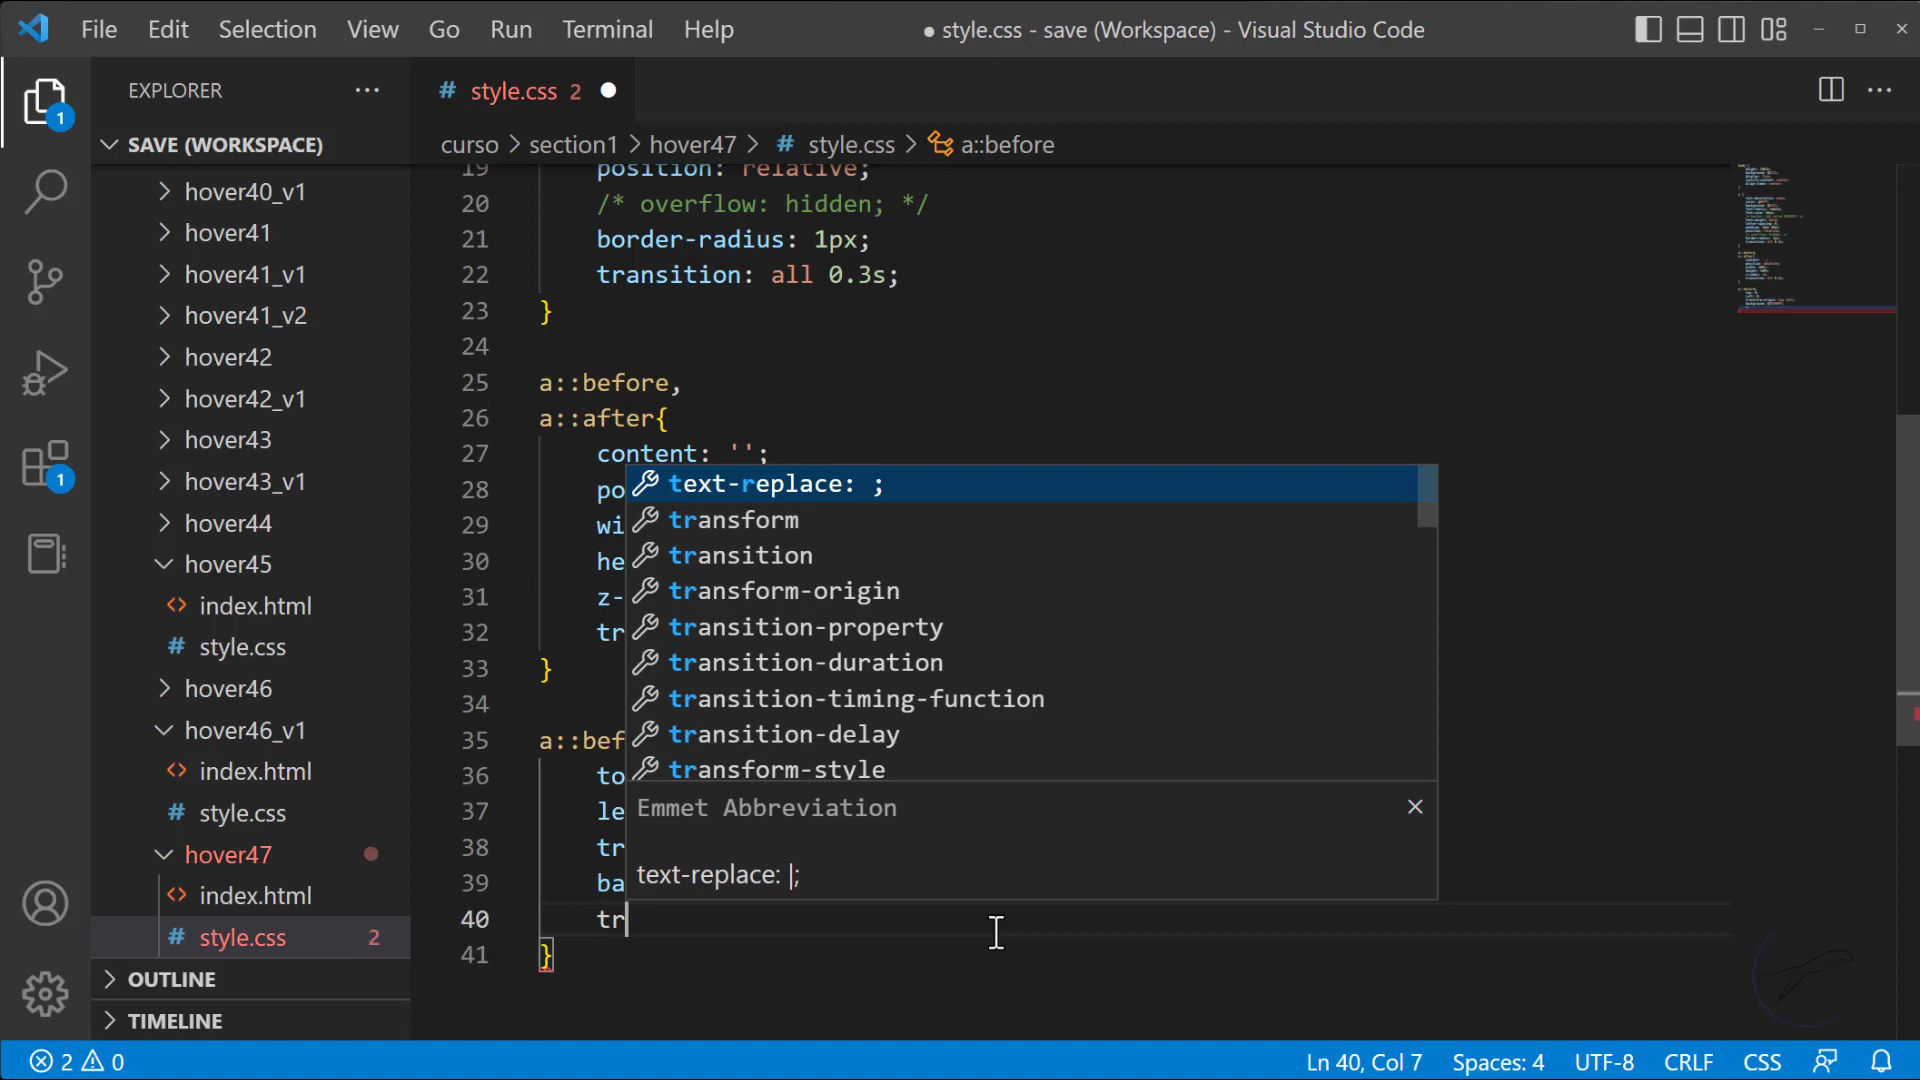 File Edit Selection View Go Run Terminal Help
● style.css - save (Workspace) - Visual Studio Code
EXPLORER
1
SAVE (WORKSPACE)
hover40_v1
hover41
hover41_v1
hover41_v2
hover42
hover42_v1
hover43
hover43_v1
hover44
hover45
index.html
style.css
hover46
hover46_v1
index.html
style.css
hover47
index.html
style.css 2
OUTLINE
TIMELINE
1
# style.css 2
curso > section1 > hover47 > # style.css > a::before
19 position: relative;
20 /* overflow: hidden; */
21 border-radius: 1px;
22 transition: all 0.3s;
23 }
24
25 a::before,
26 a::after{
27 content: '';
28 po
29 wi
30 he
31 z-
32 tr
33 }
34
35 a::bef
36 to
37 le
38 tr
39 ba
40 tr
41 }
text-replace: ;
transform
transition
transform-origin
transition-property
transition-duration
transition-timing-function
transition-delay
transform-style
Emmet Abbreviation
text-replace: |;
2 0
Ln 40, Col 7 Spaces: 4 UTF-8 CRLF CSS